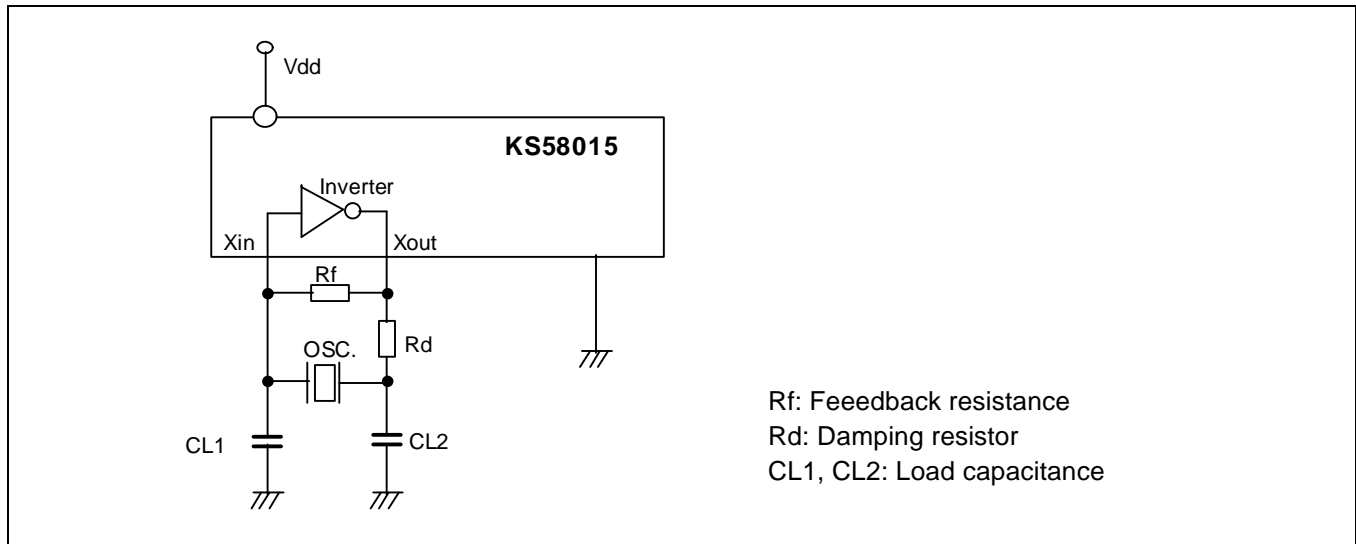 Vdd
KS58015
Inverter
Xin
Xout
Rf
Rd
OSC.
CL1
CL2
Rf: Feeedback resistance
Rd: Damping resistor
CL1, CL2: Load capacitance